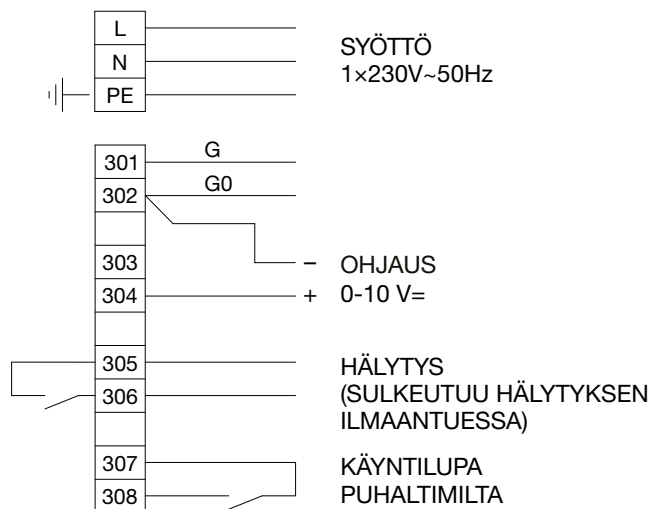 L
N
PE
SYÖTTÖ
1×230V~50Hz
301 G
302 G0
303 − OHJAUS
304 + 0-10 V=
305 HÄLYTYS
306 (SULKEUTUU HÄLYTYKSEN
ILMAANTUESSA)
307 KÄYNTILUPA
308 PUHALTIMILTA